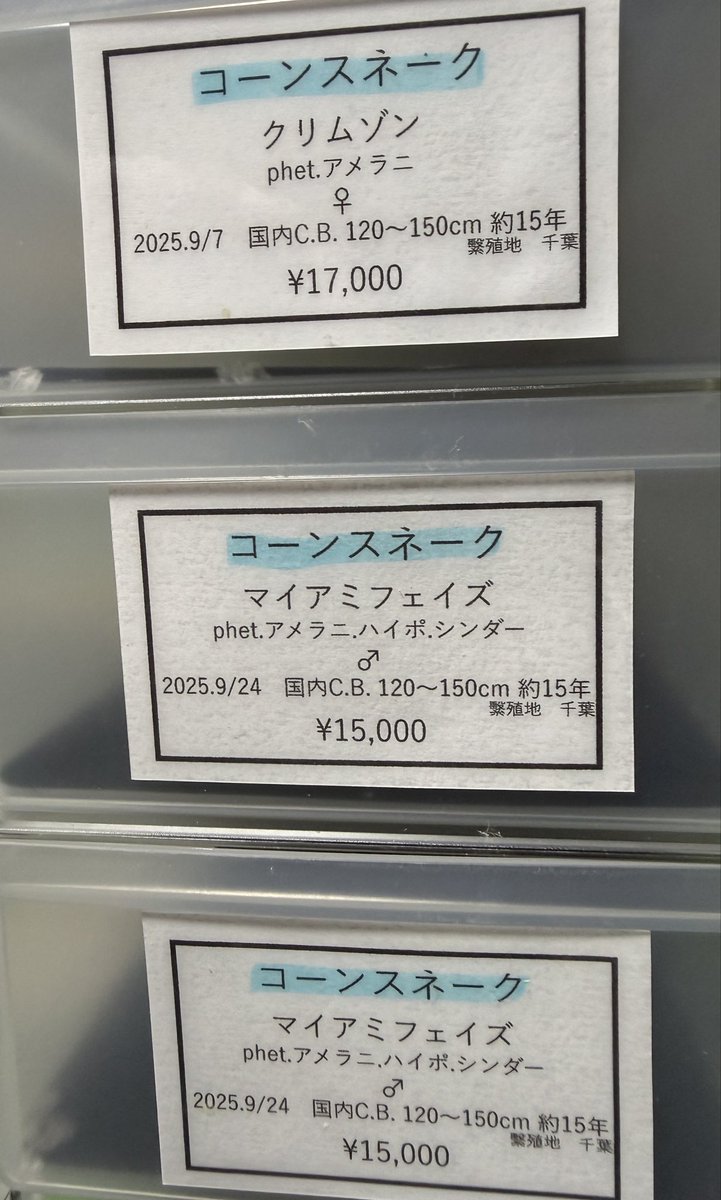 コーンスネーク
クリムゾン
phet.アメラニ
♀
2025.9/7 国内C.B. 120～150cm 約15年
繫殖地 千葉
¥17,000
コーンスネーク
マイアミフェイズ
phet.アメラニ.ハイポ.シンダー
♂
2025.9/24 国内C.B. 120～150cm 約15年
繫殖地 千葉
¥15,000
コーンスネーク
マイアミフェイズ
phet.アメラニ.ハイポ.シンダー
♂
2025.9/24 国内C.B. 120～150cm 約15年
繫殖地 千葉
¥15,000